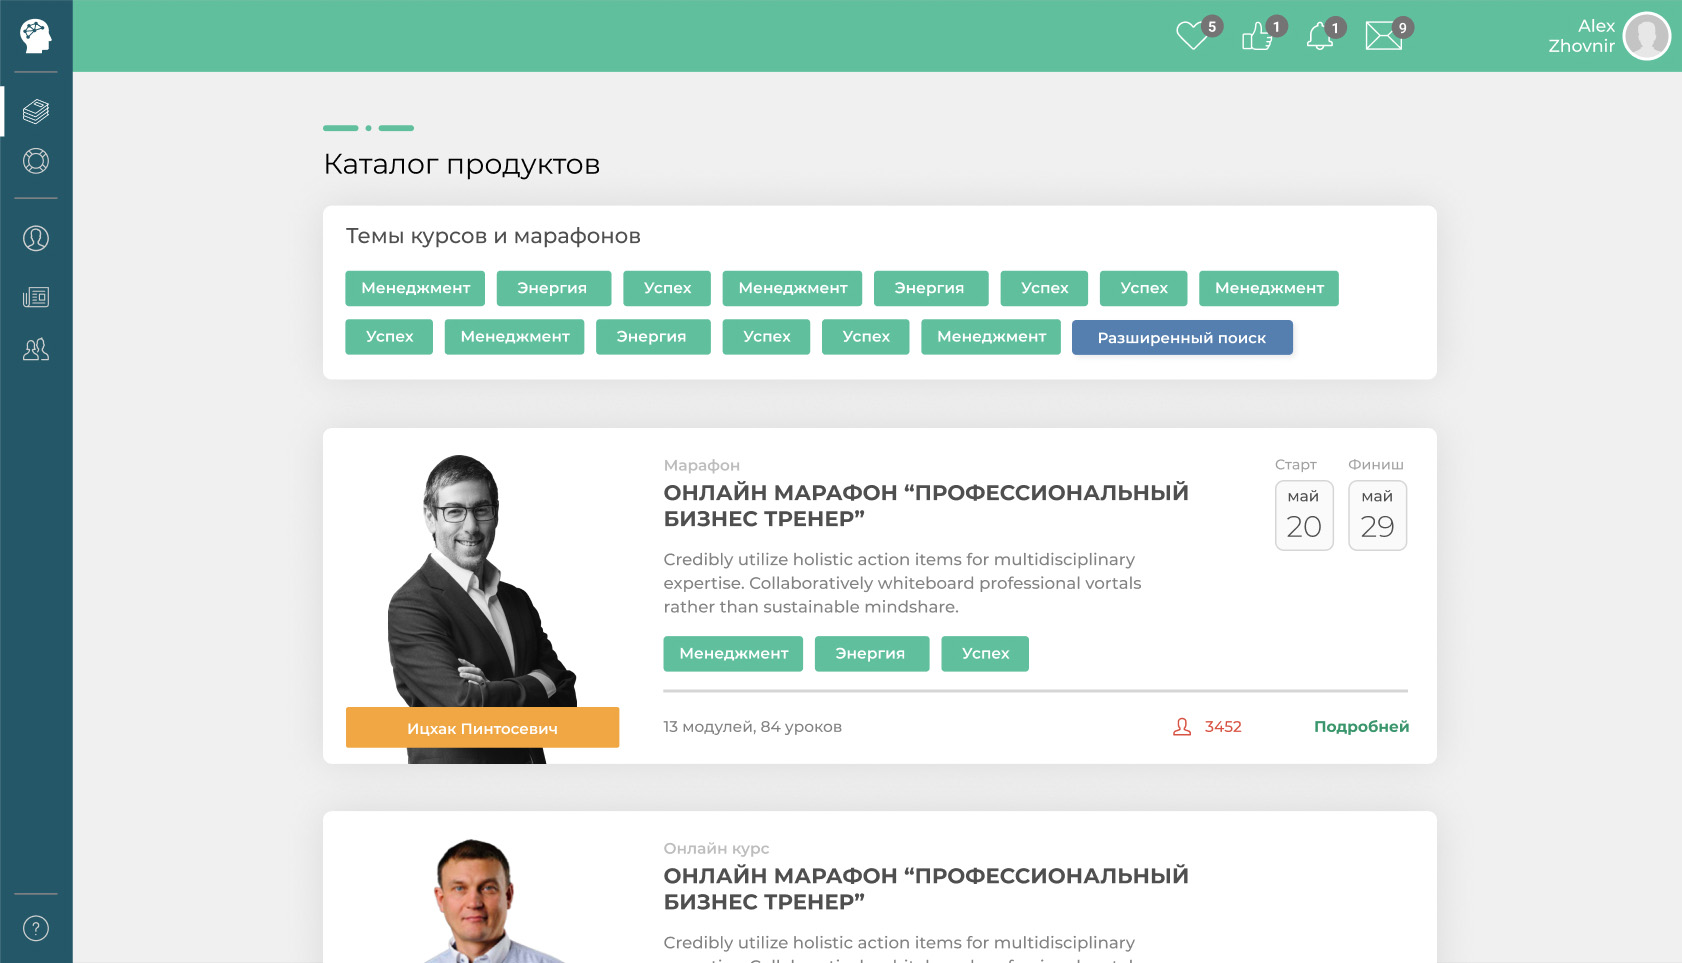 5
1
1
9
Alex
Zhovnir
Каталог продуктов
Темы курсов и марафонов
Менеджмент Энергия Успех Менеджмент Энергия Успех Успех Менеджмент
Успех Менеджмент Энергия Успех Успех Менеджмент Разширенный поиск
Марафон
ОНЛАЙН МАРАФОН “ПРОФЕССИОНАЛЬНЫЙ
БИЗНЕС ТРЕНЕР”
Старт Финиш
май май
20 29
Credibly utilize holistic action items for multidisciplinary
expertise. Collaboratively whiteboard professional vortals
rather than sustainable mindshare.
Менеджмент Энергия Успех
Ицхак Пинтосевич
13 модулей, 84 уроков 3452 Подробней
Онлайн курс
ОНЛАЙН МАРАФОН “ПРОФЕССИОНАЛЬНЫЙ
БИЗНЕС ТРЕНЕР”
Credibly utilize holistic action items for multidisciplinary
?